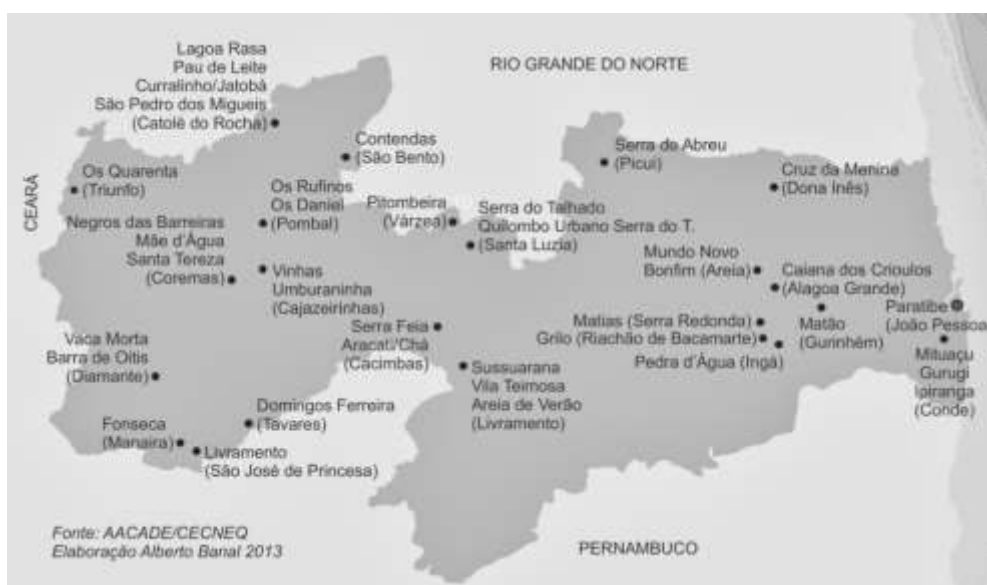 Lagoa Rasa
Pau de Leite
Curralinho/Jatobá
São Pedro dos Migueis
(Catolé do Rocha)
RIO GRANDE DO NORTE
Contendas
(São Bento)
Serra do Abreu
(Picuí)
Cruz da Menina
(Dona Inês)
CEARÁ
Os Quarenta
(Triunfo)
Os Rufinos
Os Daniel
(Pombal)
Pitombeira
(Várzea)
Serra do Talhado
Quilombo Urbano Serra do T.
(Santa Luzia)
Negros das Barreiras
Mãe d'Água
Santa Tereza
(Coremas)
Mundo Novo
Bonfim (Areia)
Caiana dos Crioulos
(Alagoa Grande)
Vinhas
Umburaninha
(Cajazeirinhas)
Paratibe
(João Pessoa)
Serra Feia
Aracati/Chã
(Cacimbas)
Matias (Serra Redonda)
Grilo (Riachão de Bacamarte)
Pedra d'Água (Ingá)
Matão
(Gurinhém)
Mituaçu
Gurugi
Ipiranga
(Conde)
Vaca Morta
Barra de Oitis
(Diamante)
Sussuarana
Vila Teimosa
Areia de Verão
(Livramento)
Domingos Ferreira
(Tavares)
Fonseca
(Manaira)
Livramento
(São José de Princesa)
Fonte: AACADE/CECNEQ
Elaboração Alberto Banal 2013
PERNAMBUCO